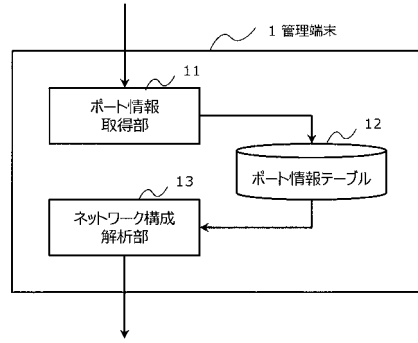 1 管理端末
11
ポート情報
取得部
12
ポート情報テーブル
13
ネットワーク構成
解析部